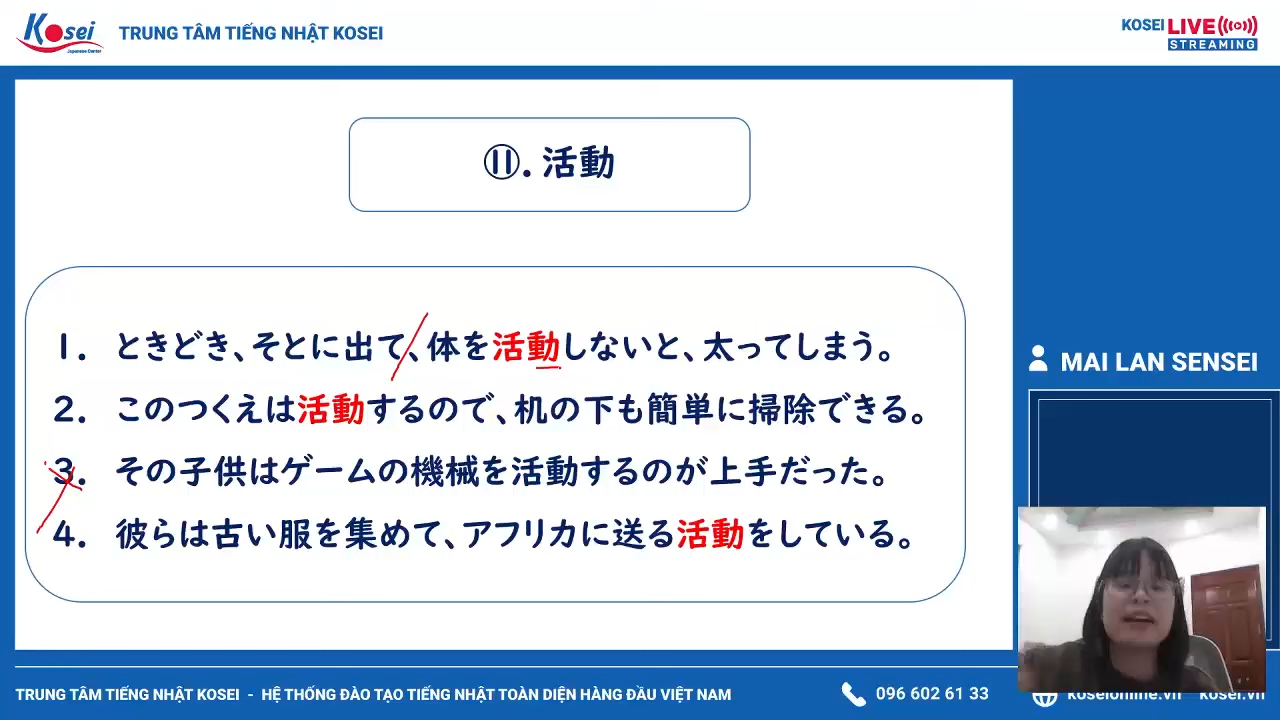 Kosei
Japanese Center
TRUNG TÂM TIẾNG NHẬT KOSEI
KOSEI LIVE
STREAMING
⑪. 活動
1. ときどき、そとに出て、体を活動しないと、太ってしまう。
2. このつくえは活動するので、机の下も簡単に掃除できる。
3. その子供はゲームの機械を活動するのが上手だった。
4. 彼らは古い服を集めて、アフリカに送る活動をしている。
MAI LAN SENSEI
TRUNG TÂM TIẾNG NHẬT KOSEI - HỆ THỐNG ĐÀO TẠO TIẾNG NHẬT TOÀN DIỆN HÀNG ĐẦU VIỆT NAM
096 602 61 33
koseionline.vn kosei.vn